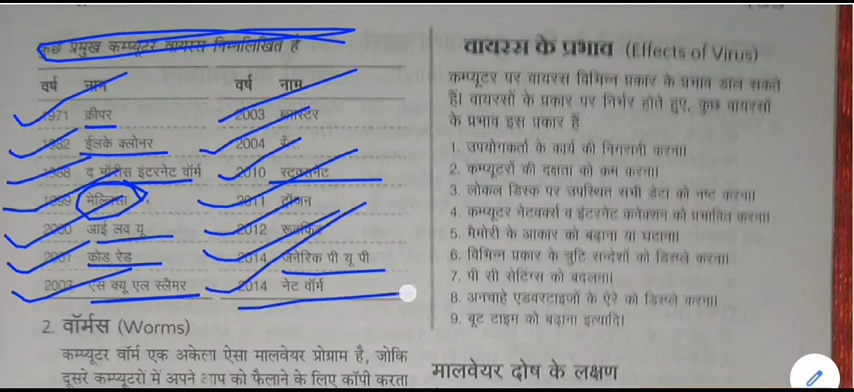 कुछ प्रमुख कम्प्यूटर वायरस निम्नलिखित हैं
वर्ष नाम वर्ष नाम
1971 क्रीपर 2003 ब्लास्टर
1982 ईलके क्लोनर 2004
1988 द मॉरीस इंटरनेट वॉर्म 2010 स्टक्सनेट
1999 मेल्लिसा 2011 ट्रॉजन
2000 आई लव यू 2012 रूटकिट
2001 कोड रेड 2014 जेनेरिक पी यू पी
2003 एस क्यू एल स्लैमर 2014 नेट वॉर्म
2. वॉर्मस (Worms)
कम्प्यूटर वॉर्म एक अकेला ऐसा मालवेयर प्रोग्राम है, जोकि
दूसरे कम्प्यूटरों में अपने आप को फैलाने के लिए कॉपी करता
वायरस के प्रभाव (Effects of Virus)
कम्प्यूटर पर वायरस विभिन्न प्रकार के प्रभाव डाल सकते
हैं। वायरसों के प्रकार पर निर्भर होते हुए, कुछ वायरसों
के प्रभाव इस प्रकार हैं
1. उपयोगकर्ता के कार्य की निगरानी करना।
2. कम्प्यूटरों की दक्षता को कम करना।
3. लोकल डिस्क पर उपस्थित सभी डेटा को नष्ट करना।
4. कम्प्यूटर नेटवर्क्स व इंटरनेट कनेक्शन को प्रभावित करना।
5. मैमोरी के आकार को बढ़ाना या घटाना।
6. विभिन्न प्रकार के त्रुटि सन्देशों को डिस्प्ले करना।
7. पी सी सेटिंग्स को बदलना।
8. अनचाहे एडवरटाइजों के ऐरे को डिस्प्ले करना।
9. बूट टाइम को बढ़ाना इत्यादि।
मालवेयर दोष के लक्षण